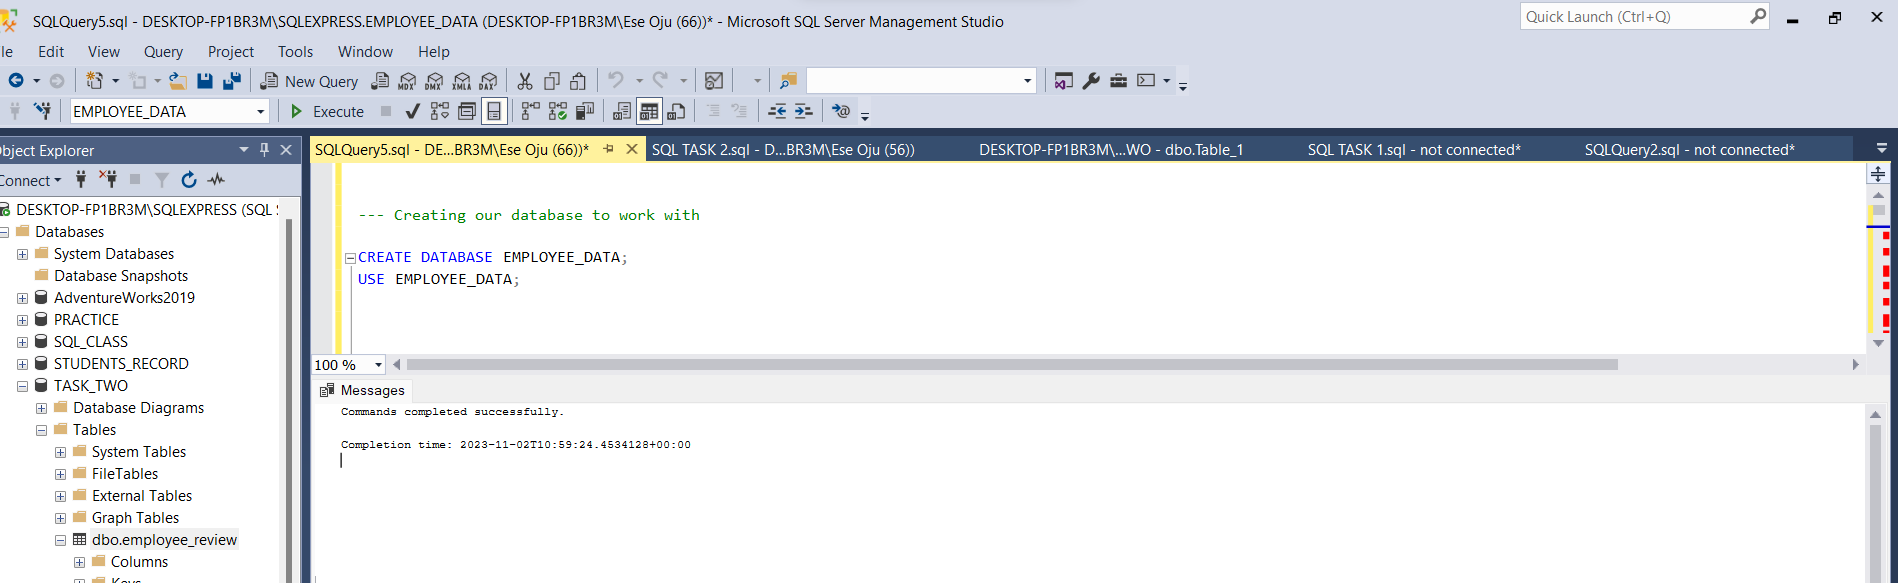 SQLQuery5.sql - DESKTOP-FP1BR3M\SQLEXPRESS.EMPLOYEE_DATA (DESKTOP-FP1BR3M\Ese Oju (66))* - Microsoft SQL Server Management Studio
Quick Launch (Ctrl+Q)
le Edit View Query Project Tools Window Help
New Query MDX DMX XMLA DAX
EMPLOYEE_DATA Execute
bject Explorer
SQLQuery5.sql - DE...BR3M\Ese Oju (66))* SQL TASK 2.sql - D...BR3M\Ese Oju (56)) DESKTOP-FP1BR3M\...WO - dbo.Table_1 SQL TASK 1.sql - not connected* SQLQuery2.sql - not connected*
Connect
DESKTOP-FP1BR3M\SQLEXPRESS (SQL
Databases
System Databases
Database Snapshots
AdventureWorks2019
PRACTICE
SQL_CLASS
STUDENTS_RECORD
TASK_TWO
Database Diagrams
Tables
System Tables
FileTables
External Tables
Graph Tables
dbo.employee_review
Columns
Keys
--- Creating our database to work with
CREATE DATABASE EMPLOYEE_DATA;
USE EMPLOYEE_DATA;
100 %
Messages
Commands completed successfully.
Completion time: 2023-11-02T10:59:24.4534128+00:00